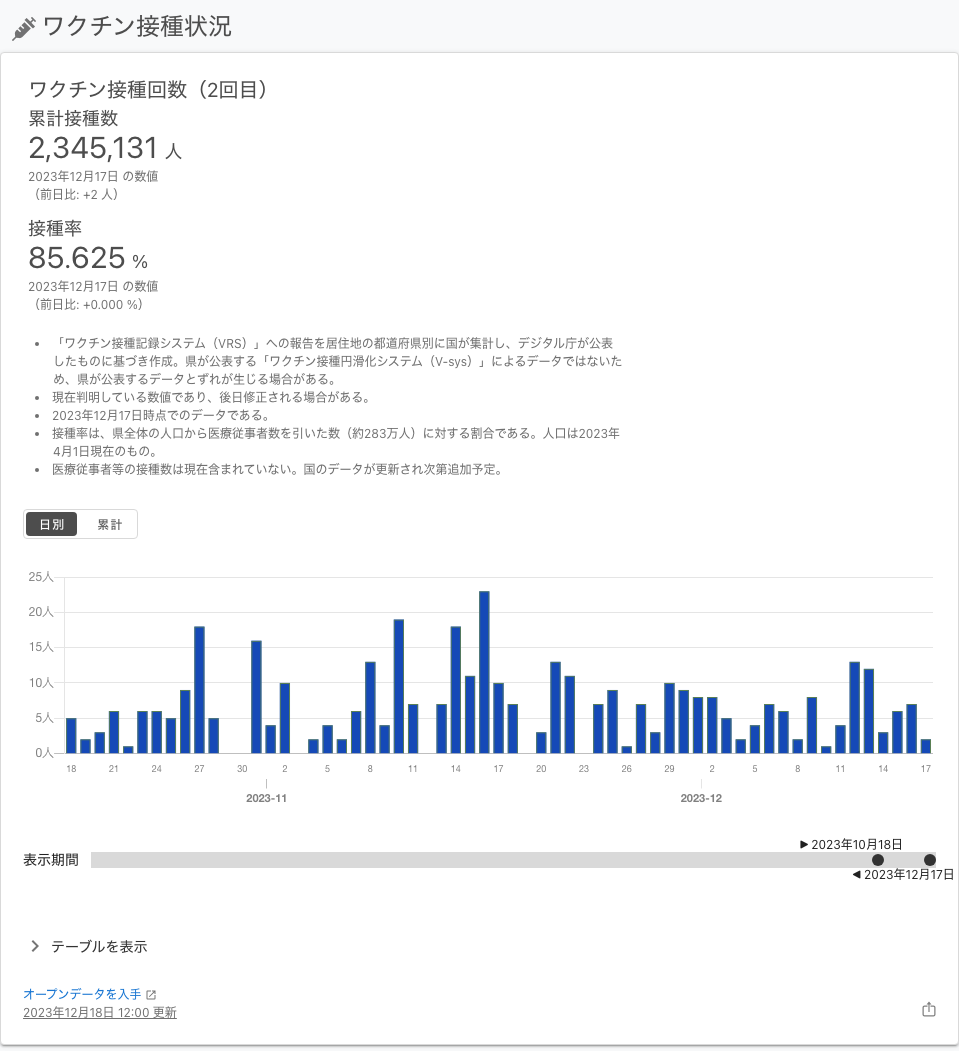 ワクチン接種状況
ワクチン接種回数（2回目）
累計接種数
2,345,131 人
2023年12月17日 の数値
（前日比: +2 人）
接種率
85.625 %
2023年12月17日 の数値
（前日比: +0.000 %）
• 「ワクチン接種記録システム（VRS）」への報告を居住地の都道府県別に国が集計し、デジタル庁が公表
したものに基づき作成。県が公表する「ワクチン接種円滑化システム（V-sys）」によるデータではないた
め、県が公表するデータとずれが生じる場合がある。
• 現在判明している数値であり、後日修正される場合がある。
• 2023年12月17日時点でのデータである。
• 接種率は、県全体の人口から医療従事者数を引いた数（約283万人）に対する割合である。人口は2023年
4月1日現在のもの。
• 医療従事者等の接種数は現在含まれていない。国のデータが更新され次第追加予定。
日別 累計
25人
20人
15人
10人
5人
0人
18 21 24 27 30 2 5 8 11 14 17 20 23 26 29 2 5 8 11 14 17
2023-11 2023-12
▶ 2023年10月18日
表示期間
◀ 2023年12月17日
テーブルを表示
オープンデータを入手
2023年12月18日 12:00 更新